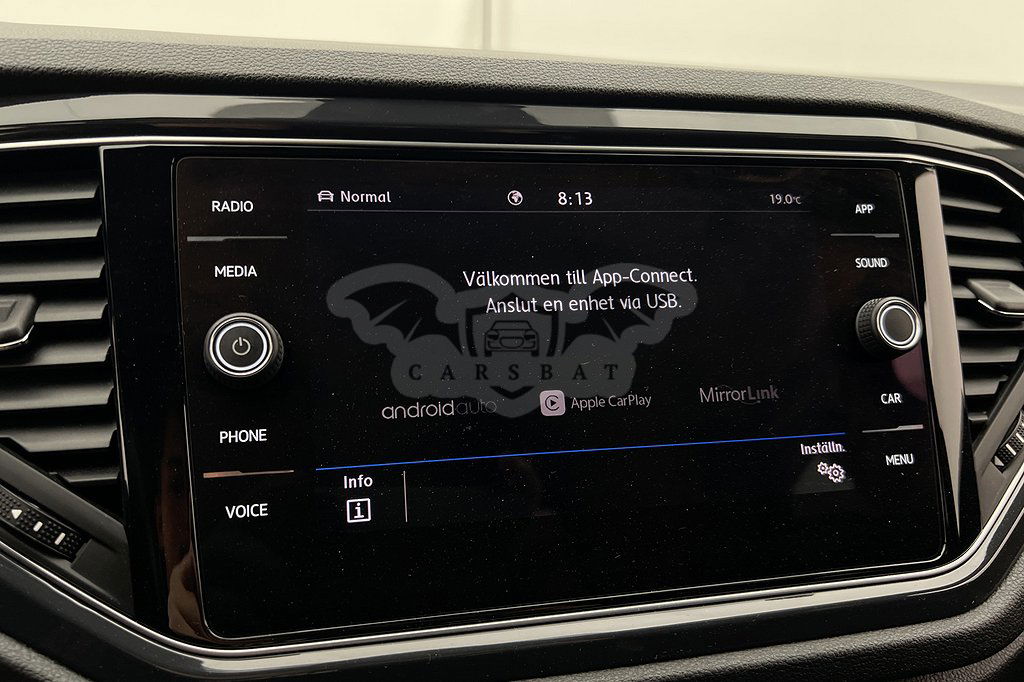 RADIO
MEDIA
PHONE
VOICE
Normal
8:13
19.0°C
Välkommen till App-Connect.
Anslut en enhet via USB.
CARSBAT
androidauto
Apple CarPlay
MirrorLink
Inställn.
Info
i
APP
SOUND
CAR
MENU